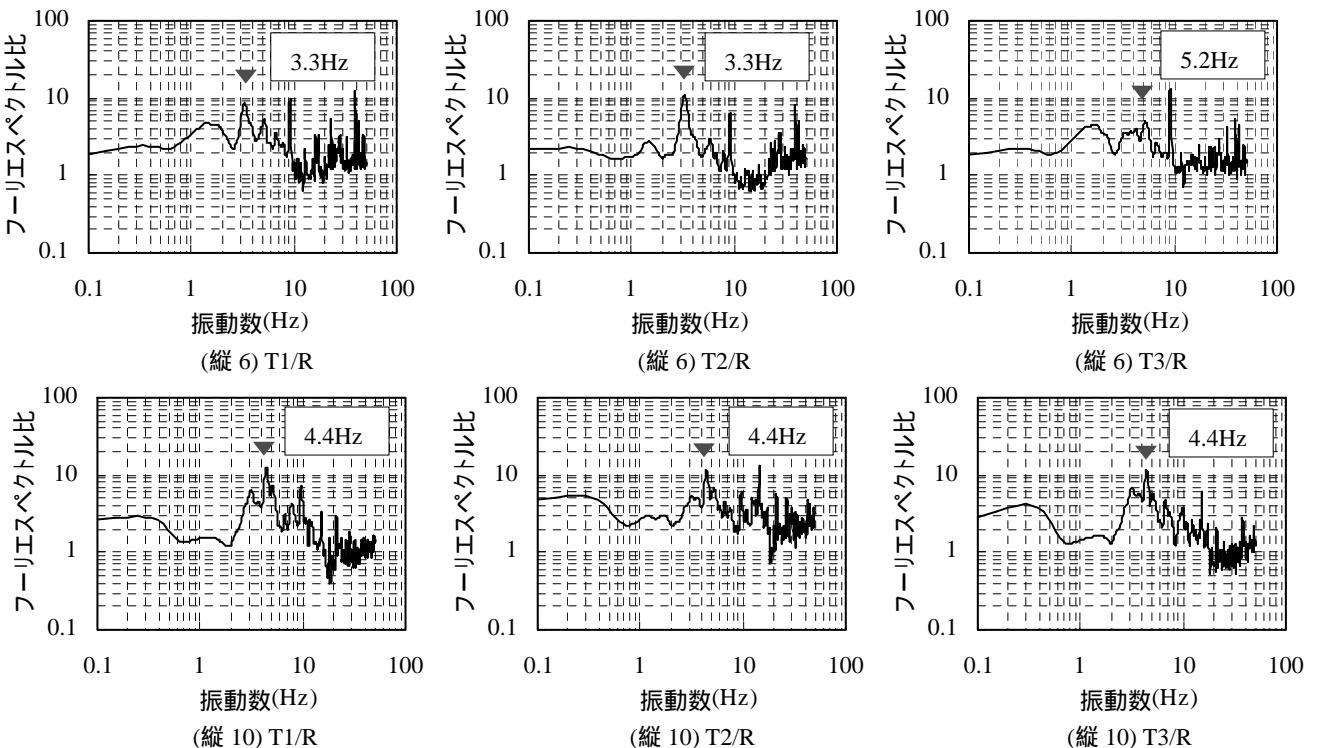 フーリエスペクトル比
100
10
1
0.1
3.3Hz
0.1 1 10 100
振動数(Hz)
(縦 6) T1/R
フーリエスペクトル比
100
10
1
0.1
3.3Hz
0.1 1 10 100
振動数(Hz)
(縦 6) T2/R
フーリエスペクトル比
100
10
1
0.1
5.2Hz
0.1 1 10 100
振動数(Hz)
(縦 6) T3/R
フーリエスペクトル比
100
10
1
0.1
4.4Hz
0.1 1 10 100
振動数(Hz)
(縦 10) T1/R
フーリエスペクトル比
100
10
1
0.1
4.4Hz
0.1 1 10 100
振動数(Hz)
(縦 10) T2/R
フーリエスペクトル比
100
10
1
0.1
4.4Hz
0.1 1 10 100
振動数(Hz)
(縦 10) T3/R